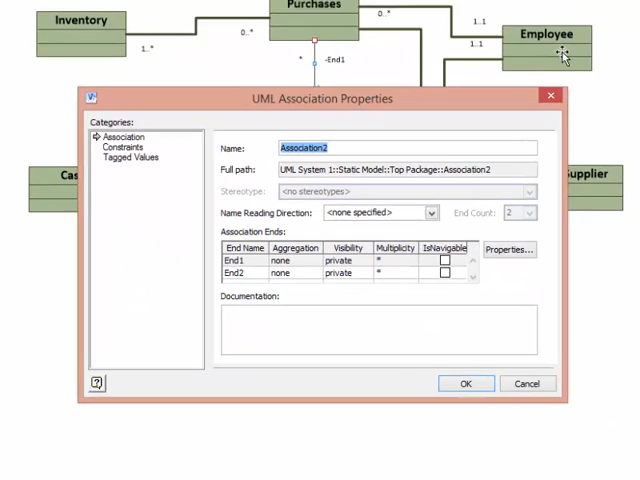 Purchases
Inventory
0..*
1..1
Employee
1..*
0..*
1..1
* -End1
UML Association Properties
Categories:
Association
Constraints
Tagged Values
Name: Association2
Full path: UML System 1::Static Model::Top Package::Association2
Stereotype: <no stereotypes>
Name Reading Direction: <none specified> End Count: 2
Association Ends:
End Name Aggregation Visibility Multiplicity IsNavigable
End1 none private *
End2 none private *
Properties...
Documentation:
OK Cancel
?
Cas
Supplier